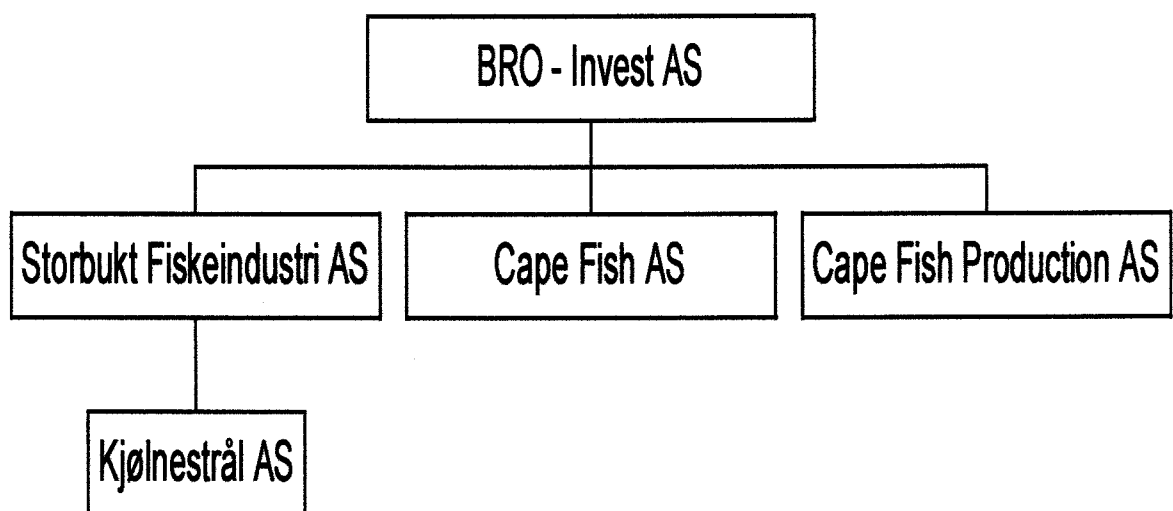 BRO - Invest AS
Storbukt Fiskeindustri AS
Cape Fish AS
Cape Fish Production AS
Kjølnestrål AS